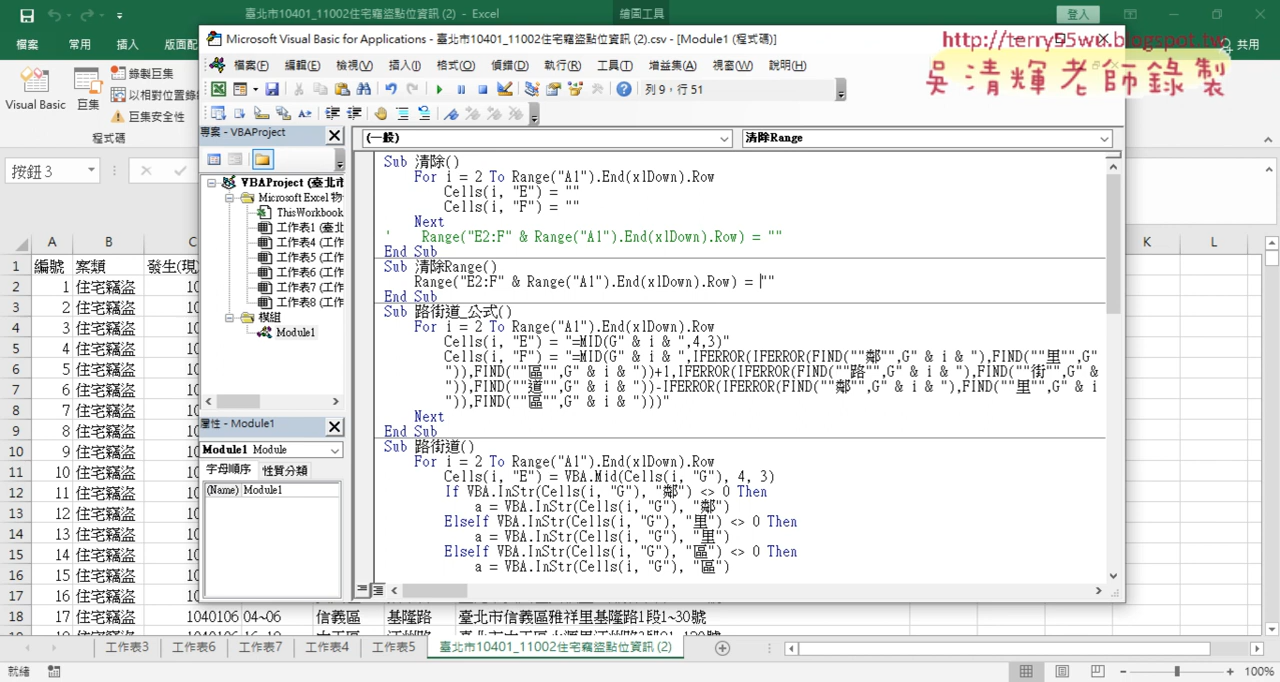 臺北市10401_11002住宅竊盜點位資訊 (2) - Excel
繪圖工具
登入
檔案
常用
插入
版面配
共用
Visual Basic
巨集
錄製巨集
以相對位置錄
巨集安全性
程式碼
按鈕 3
Microsoft Visual Basic for Applications - 臺北市10401_11002住宅竊盜點位資訊 (2).csv - [Module1 (程式碼)]
http://terry55wu.blogspot.tw
吳清輝老師錄製
檔案(F)
編輯(E)
檢視(V)
插入(I)
偵錯(D)
執行(R)
工具(T)
增益集(A)
視窗(W)
說明(H)
列 9，行 51
專案 - VBAProject
VBAProject (臺北市
Microsoft Excel 物
ThisWorkbook
工作表1 (臺北
工作表4 (工作
工作表5 (工作
工作表6 (工作
工作表7 (工作
工作表8 (工作
模組
Module1
屬性 - Module1
Module1 Module
字母順序
性質分類
(Name) Module1
(一般)
清除Range
Sub 清除()
For i = 2 To Range("A1").End(xlDown).Row
Cells(i, "E") = ""
Cells(i, "F") = ""
Next
' Range("E2:F" & Range("A1").End(xlDown).Row) = ""
End Sub
Sub 清除Range()
Range("E2:F" & Range("A1").End(xlDown).Row) = ""
End Sub
Sub 路街道_公式()
For i = 2 To Range("A1").End(xlDown).Row
Cells(i, "E") = "=MID(G" & i & ",4,3)"
Cells(i, "F") = "=MID(G" & i & ",IFERROR(IFERROR(FIND(""鄰"",G" & i & "),FIND(""里"",G" &
")),FIND(""區"",G" & i & "))+1,IFERROR(IFERROR(FIND(""路"",G" & i & "),FIND(""街"",G" &
")),FIND(""道"",G" & i & "))-IFERROR(IFERROR(FIND(""鄰"",G" & i & "),FIND(""里"",G" & i
")),FIND(""區"",G" & i & ")))"
Next
End Sub
Sub 路街道()
For i = 2 To Range("A1").End(xlDown).Row
Cells(i, "E") = VBA.Mid(Cells(i, "G"), 4, 3)
If VBA.InStr(Cells(i, "G"), "鄰") <> 0 Then
a = VBA.InStr(Cells(i, "G"), "鄰")
ElseIf VBA.InStr(Cells(i, "G"), "里") <> 0 Then
a = VBA.InStr(Cells(i, "G"), "里")
ElseIf VBA.InStr(Cells(i, "G"), "區") <> 0 Then
a = VBA.InStr(Cells(i, "G"), "區")
A B C K L
1 編號 案類 發生(現)
2 1 住宅竊盜 10
3 2 住宅竊盜 10
4 3 住宅竊盜 10
5 4 住宅竊盜 10
6 5 住宅竊盜 10
7 6 住宅竊盜 10
8 7 住宅竊盜 10
9 8 住宅竊盜 10
10 9 住宅竊盜 10
11 10 住宅竊盜 10
12 11 住宅竊盜 10
13 12 住宅竊盜 10
14 13 住宅竊盜 10
15 14 住宅竊盜 10
16 15 住宅竊盜 10
17 16 住宅竊盜 10
18 17 住宅竊盜 1040106 04~06 信義區 基隆路 臺北市信義區雅祥里基隆路1段1~30號
工作表3
工作表6
工作表7
工作表4
工作表5
臺北市10401_11002住宅竊盜點位資訊 (2)
就緒
100%